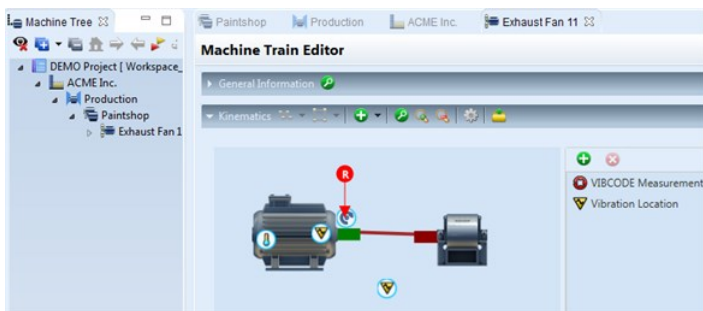 Machine Tree
DEMO Project [ Workspace_
ACME Inc.
Production
Paintshop
Exhaust Fan 1
Paintshop
Production
ACME Inc.
Exhaust Fan 11
Machine Train Editor
General Information
Kinematics
R
VIBCODE Measurement
Vibration Location